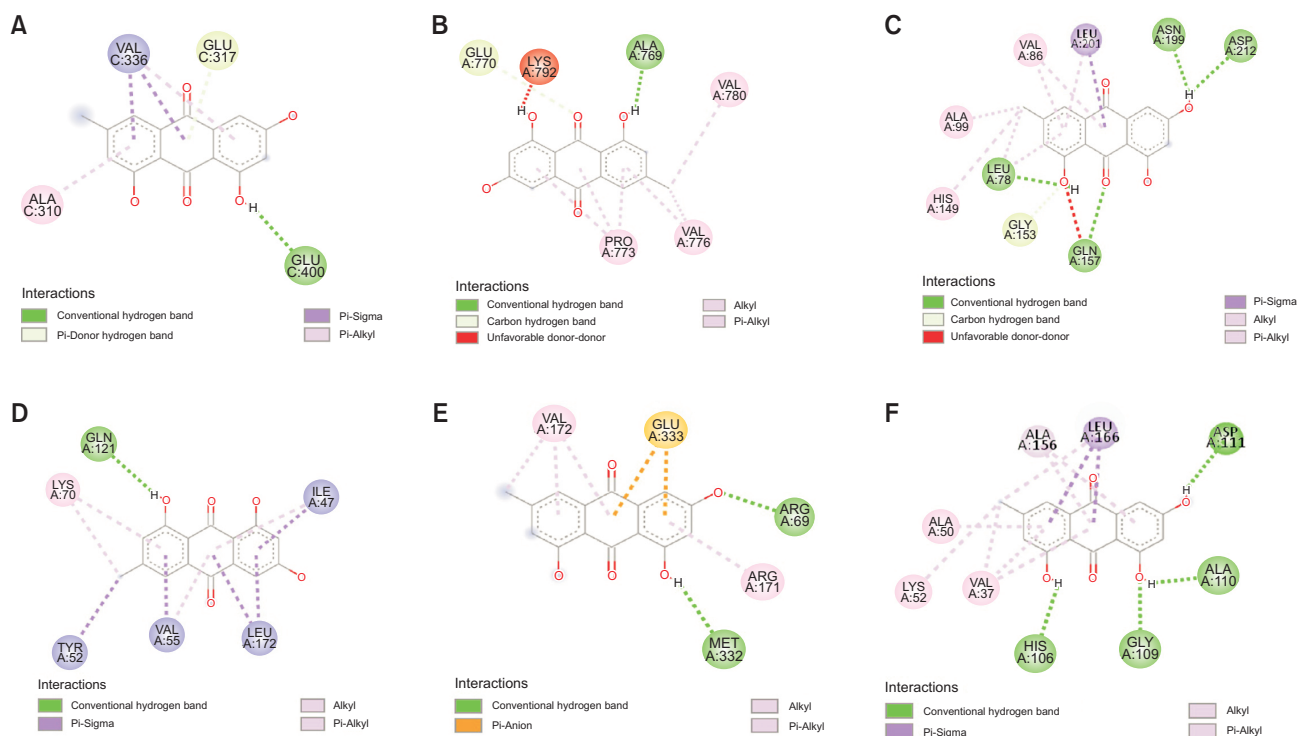 A
VAL
C:336
GLU
C:317
O
O
O
O
O
H
ALA
C:310
GLU
C:400
Interactions
Conventional hydrogen band
Pi-Donor hydrogen band
Pi-Sigma
Pi-Alkyl
B
GLU
A:770
LYS
A:792
ALA
A:769
VAL
A:780
H
H
O
O
O
O
O
PRO
A:773
VAL
A:776
Interactions
Conventional hydrogen band
Carbon hydrogen band
Unfavorable donor-donor
Alkyl
Pi-Alkyl
C
VAL
A:86
LEU
A:201
ASN
A:199
ASP
A:212
H
O
O
ALA
A:99
LEU
A:78
O
H
O
O
HIS
A:149
GLY
A:153
GLN
A:157
Interactions
Conventional hydrogen band
Carbon hydrogen band
Unfavorable donor-donor
Pi-Sigma
Alkyl
Pi-Alkyl
D
GLN
A:121
LYS
A:70
H
O
O
O
ILE
A:47
O
O
TYR
A:52
VAL
A:55
LEU
A:172
Interactions
Conventional hydrogen band
Pi-Sigma
Alkyl
Pi-Alkyl
E
VAL
A:172
GLU
A:333
O
O
ARG
A:69
O
O
O
H
ARG
A:171
MET
A:332
Interactions
Conventional hydrogen band
Pi-Anion
Alkyl
Pi-Alkyl
F
ALA
A:156
LEU
A:166
ASP
A:111
H
O
O
ALA
A:50
LYS
A:52
VAL
A:37
O
H
O
O
H
ALA
A:110
HIS
A:106
GLY
A:109
Interactions
Conventional hydrogen band
Pi-Sigma
Alkyl
Pi-Alkyl